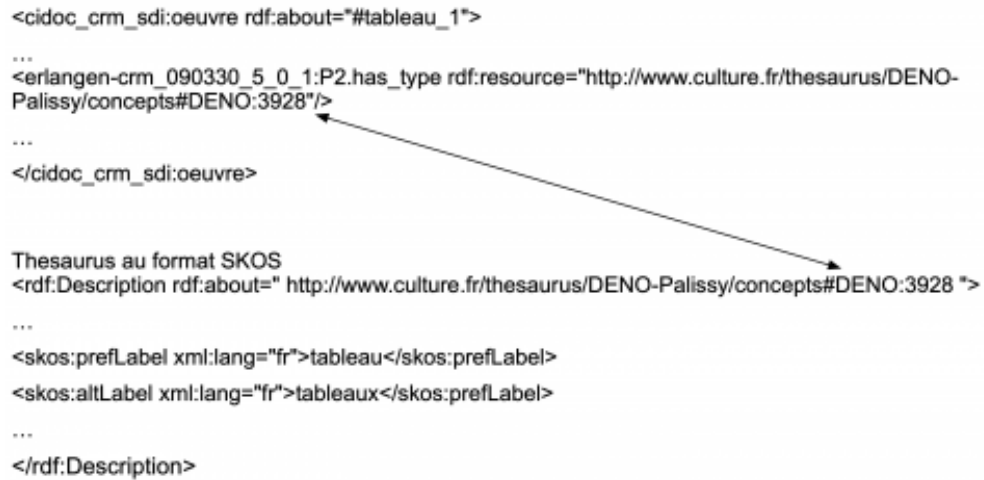 <cidoc_crm_sdi:oeuvre rdf:about="#tableau_1">
...
<erlangen-crm_090330_5_0_1:P2.has_type rdf:resource="http://www.culture.fr/thesaurus/DENO-
Palissy/concepts#DENO:3928"/>
...
</cidoc_crm_sdi:oeuvre>
Thesaurus au format SKOS
<rdf:Description rdf:about=" http://www.culture.fr/thesaurus/DENO-Palissy/concepts#DENO:3928 ">
...
<skos:prefLabel xml:lang="fr">tableau</skos:prefLabel>
<skos:altLabel xml:lang="fr">tableaux</skos:prefLabel>
...
</rdf:Description>